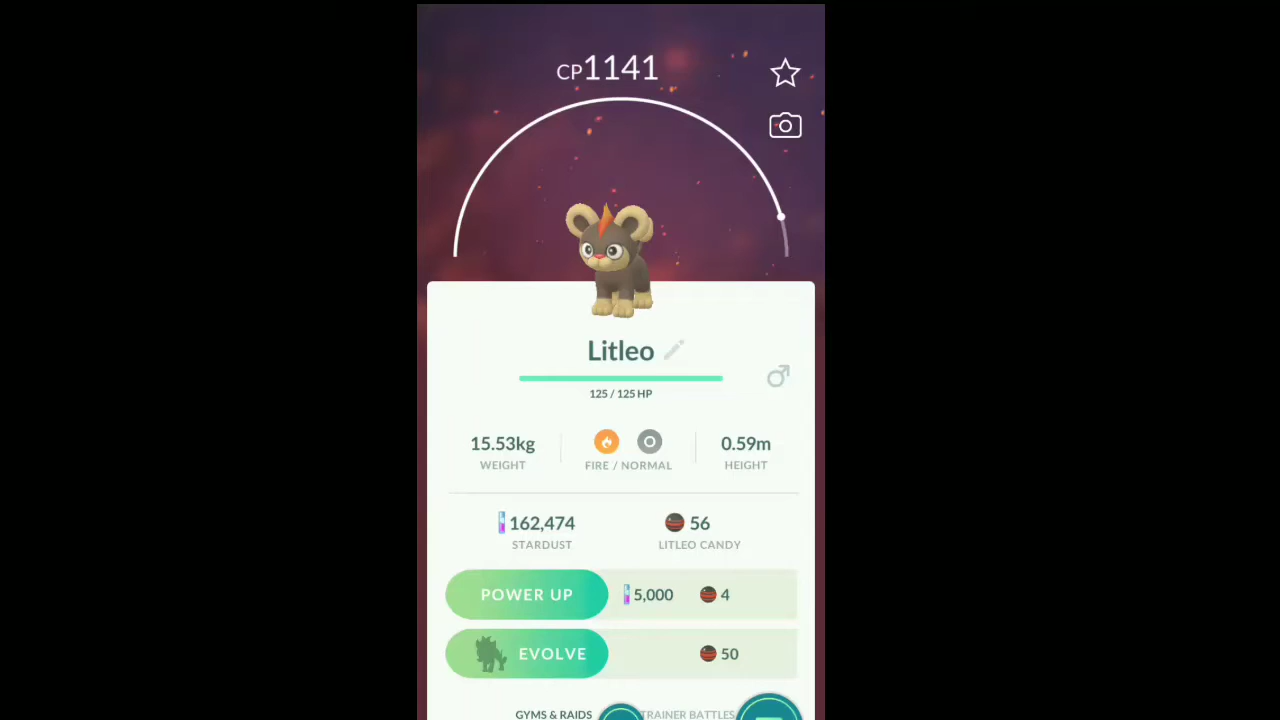 CP1141
Litleo
125 / 125 HP
15.53kg
WEIGHT
FIRE / NORMAL
0.59m
HEIGHT
162,474
STARDUST
56
LITLEO CANDY
POWER UP
5,000
4
EVOLVE
50
GYMS & RAIDS
TRAINER BATTLES